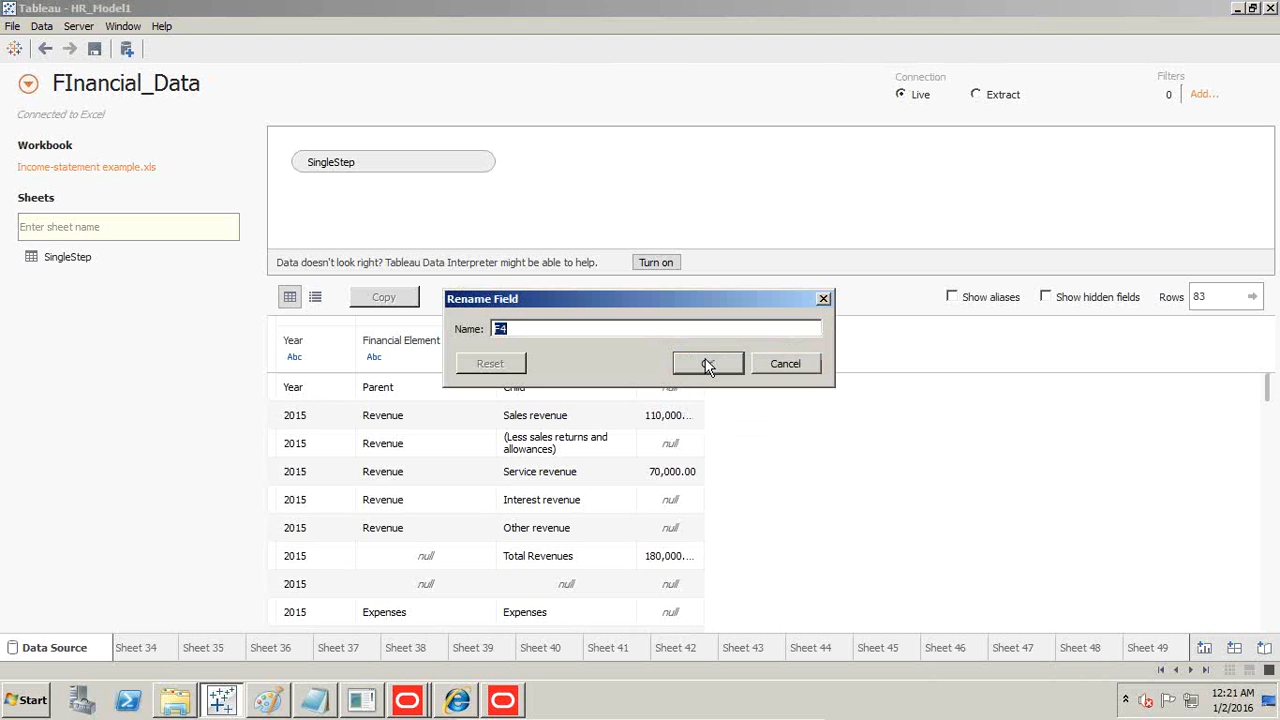 Tableau - HR_Model1
File Data Server Window Help
FInancial_Data
Connection
Live Extract
Filters
0 Add...
Connected to Excel
Workbook
Income-statement example.xls
Sheets
Enter sheet name
SingleStep
SingleStep
Data doesn't look right? Tableau Data Interpreter might be able to help. Turn on
Copy
Show aliases Show hidden fields Rows 83
Rename Field
Name: F4
Reset Cancel
Year Financial Element
Abc Abc
Year Parent
2015 Revenue Sales revenue 110,000....
2015 Revenue (Less sales returns and allowances) null
2015 Revenue Service revenue 70,000.00
2015 Revenue Interest revenue null
2015 Revenue Other revenue null
2015 null Total Revenues 180,000....
2015 null null null
2015 Expenses Expenses null
Data Source Sheet 34 Sheet 35 Sheet 36 Sheet 37 Sheet 38 Sheet 39 Sheet 40 Sheet 41 Sheet 42 Sheet 43 Sheet 44 Sheet 45 Sheet 46 Sheet 47 Sheet 48 Sheet 49
Start
12:21 AM
1/2/2016